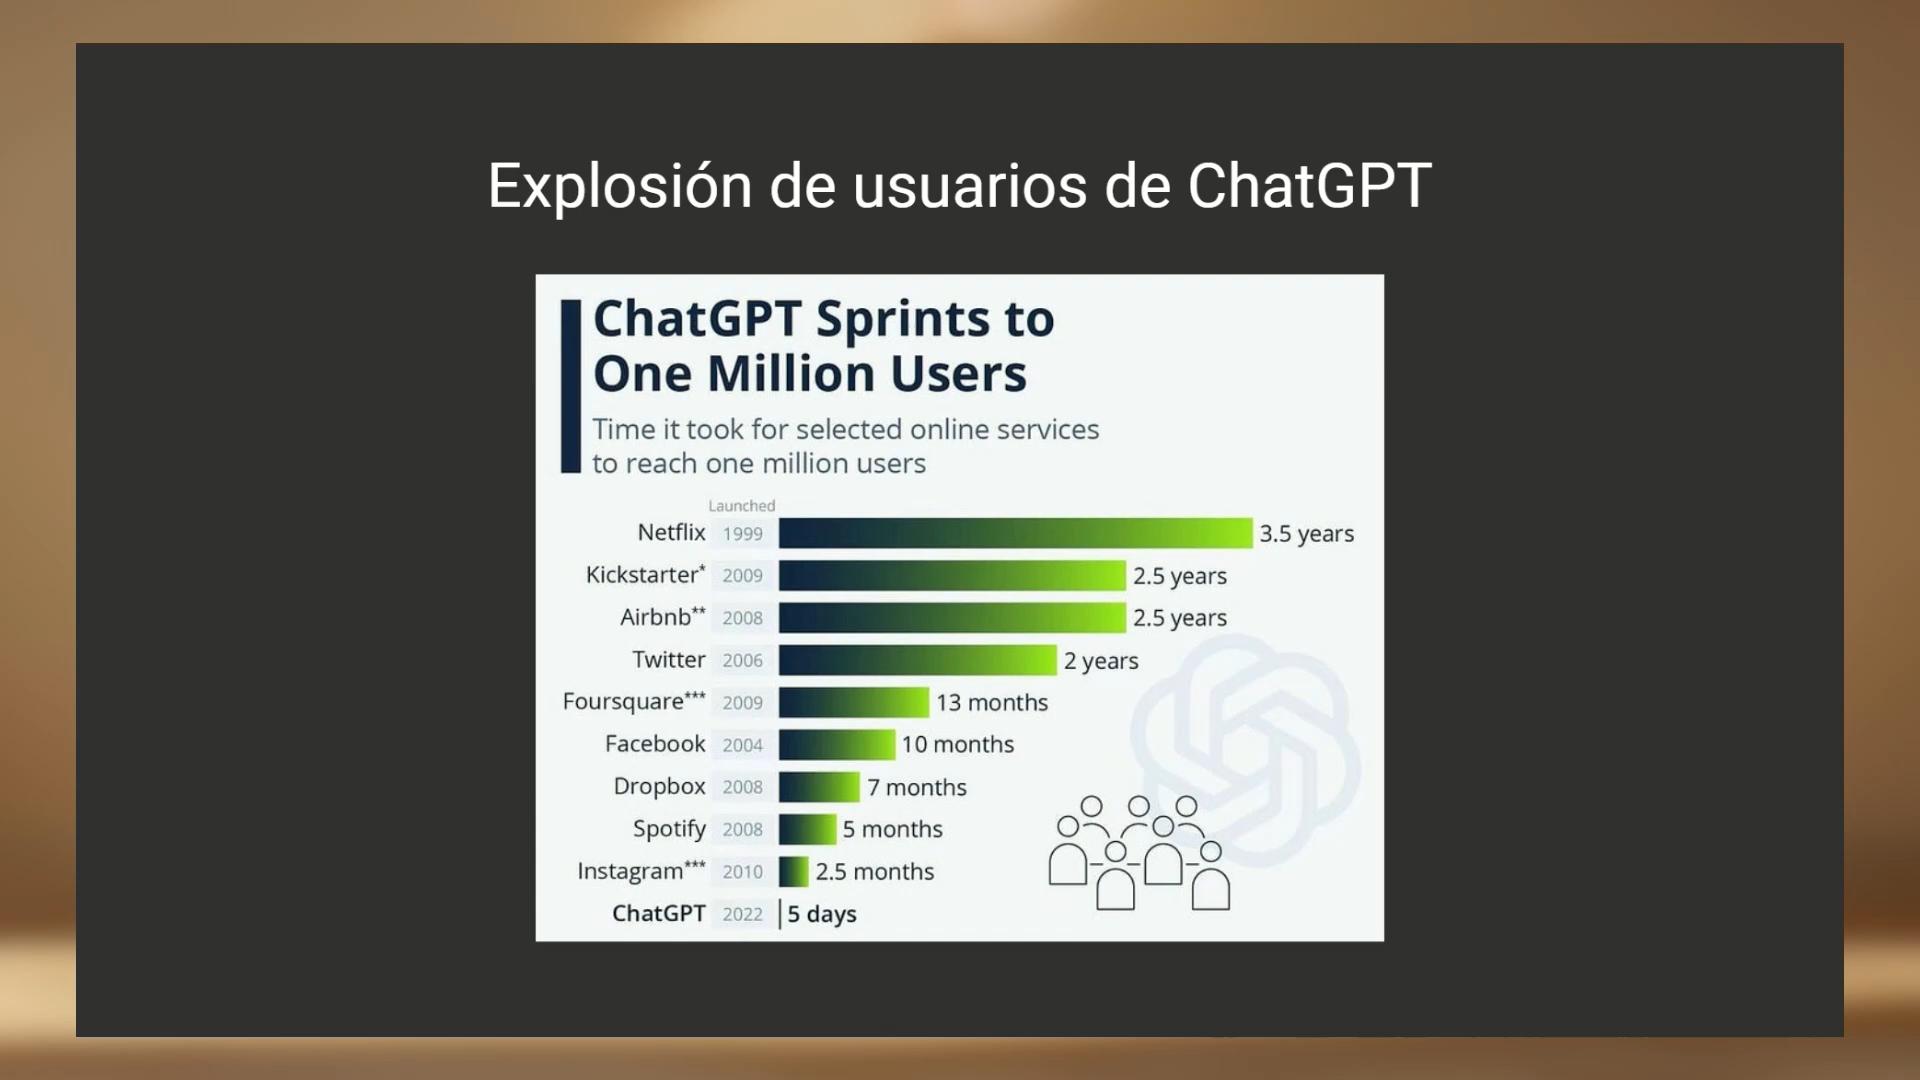 Explosión de usuarios de ChatGPT
ChatGPT Sprints to
One Million Users
Time it took for selected online services
to reach one million users
Launched
Netflix 1999 3.5 years
Kickstarter* 2009 2.5 years
Airbnb** 2008 2.5 years
Twitter 2006 2 years
Foursquare*** 2009 13 months
Facebook 2004 10 months
Dropbox 2008 7 months
Spotify 2008 5 months
Instagram*** 2010 2.5 months
ChatGPT 2022 5 days